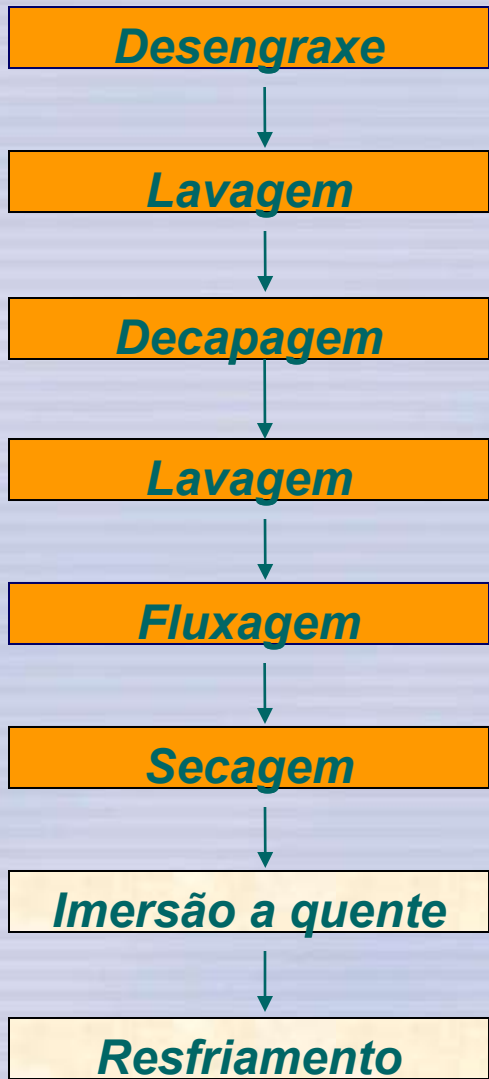 Desengraxe
Lavagem
Decapagem
Lavagem
Fluxagem
Secagem
Imersão a quente
Resfriamento